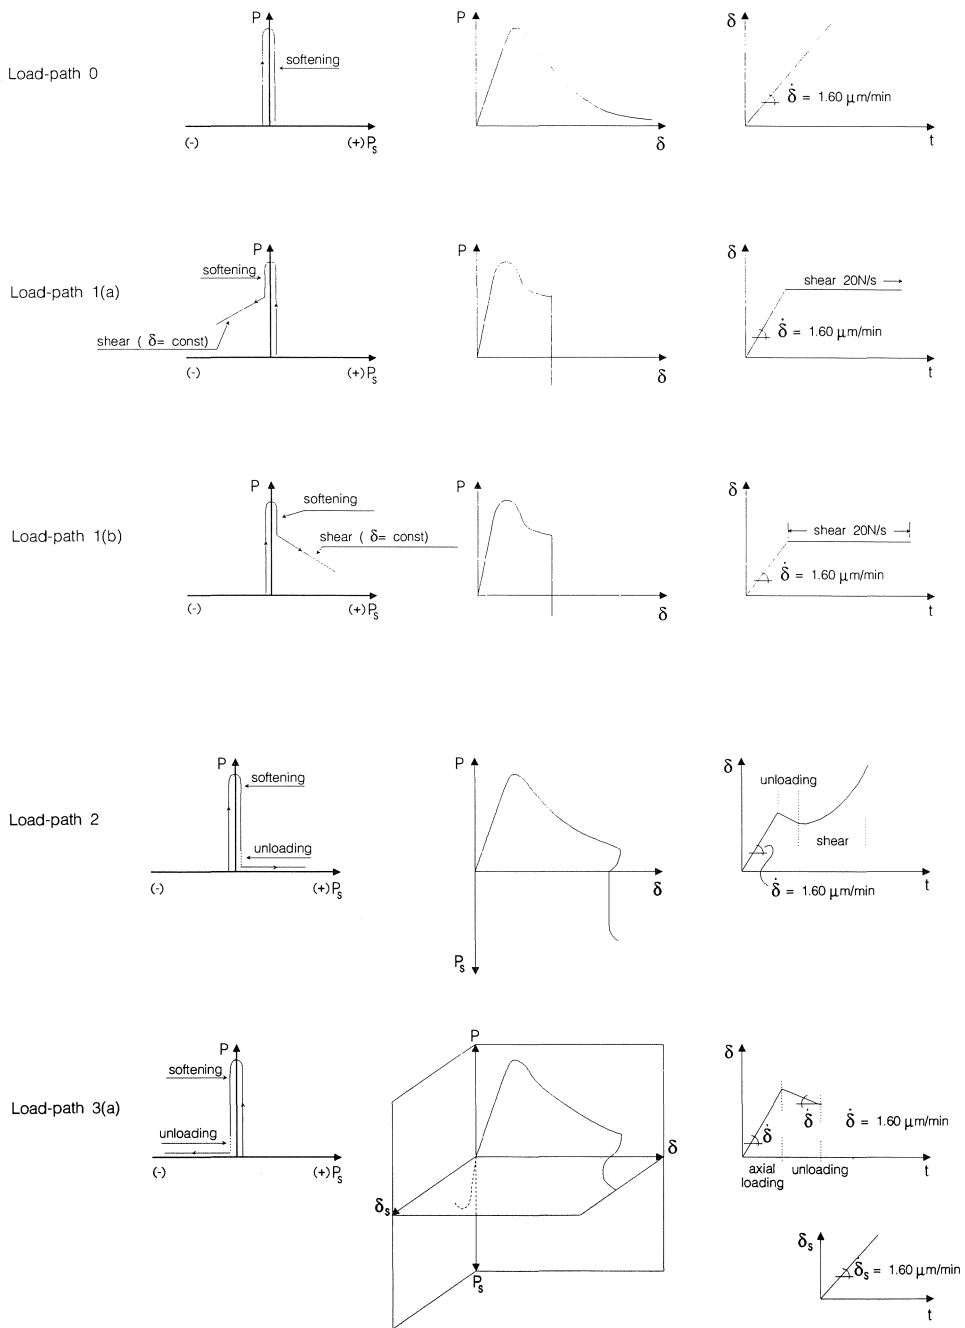 Load-path 0
P
softening
(-)
(+)
Ps
P
δ
δ
δ̇ = 1.60 μm/min
t
Load-path 1(a)
P
softening
shear ( δ= const)
(-)
(+)
Ps
P
δ
δ
shear 20N/s
δ̇ = 1.60 μm/min
t
Load-path 1(b)
P
softening
shear ( δ= const)
(-)
(+)
Ps
P
δ
δ
shear 20N/s
δ̇ = 1.60 μm/min
t
Load-path 2
P
softening
unloading
(-)
(+)
Ps
P
δ
Ps
δ
unloading
shear
δ̇ = 1.60 μm/min
t
Load-path 3(a)
P
softening
unloading
(-)
(+)
Ps
P
δ
δs
Ps
δ
δ̇
δ̇
δ̇ = 1.60 μm/min
axial
loading
unloading
t
δs
δ̇s = 1.60 μm/min
t